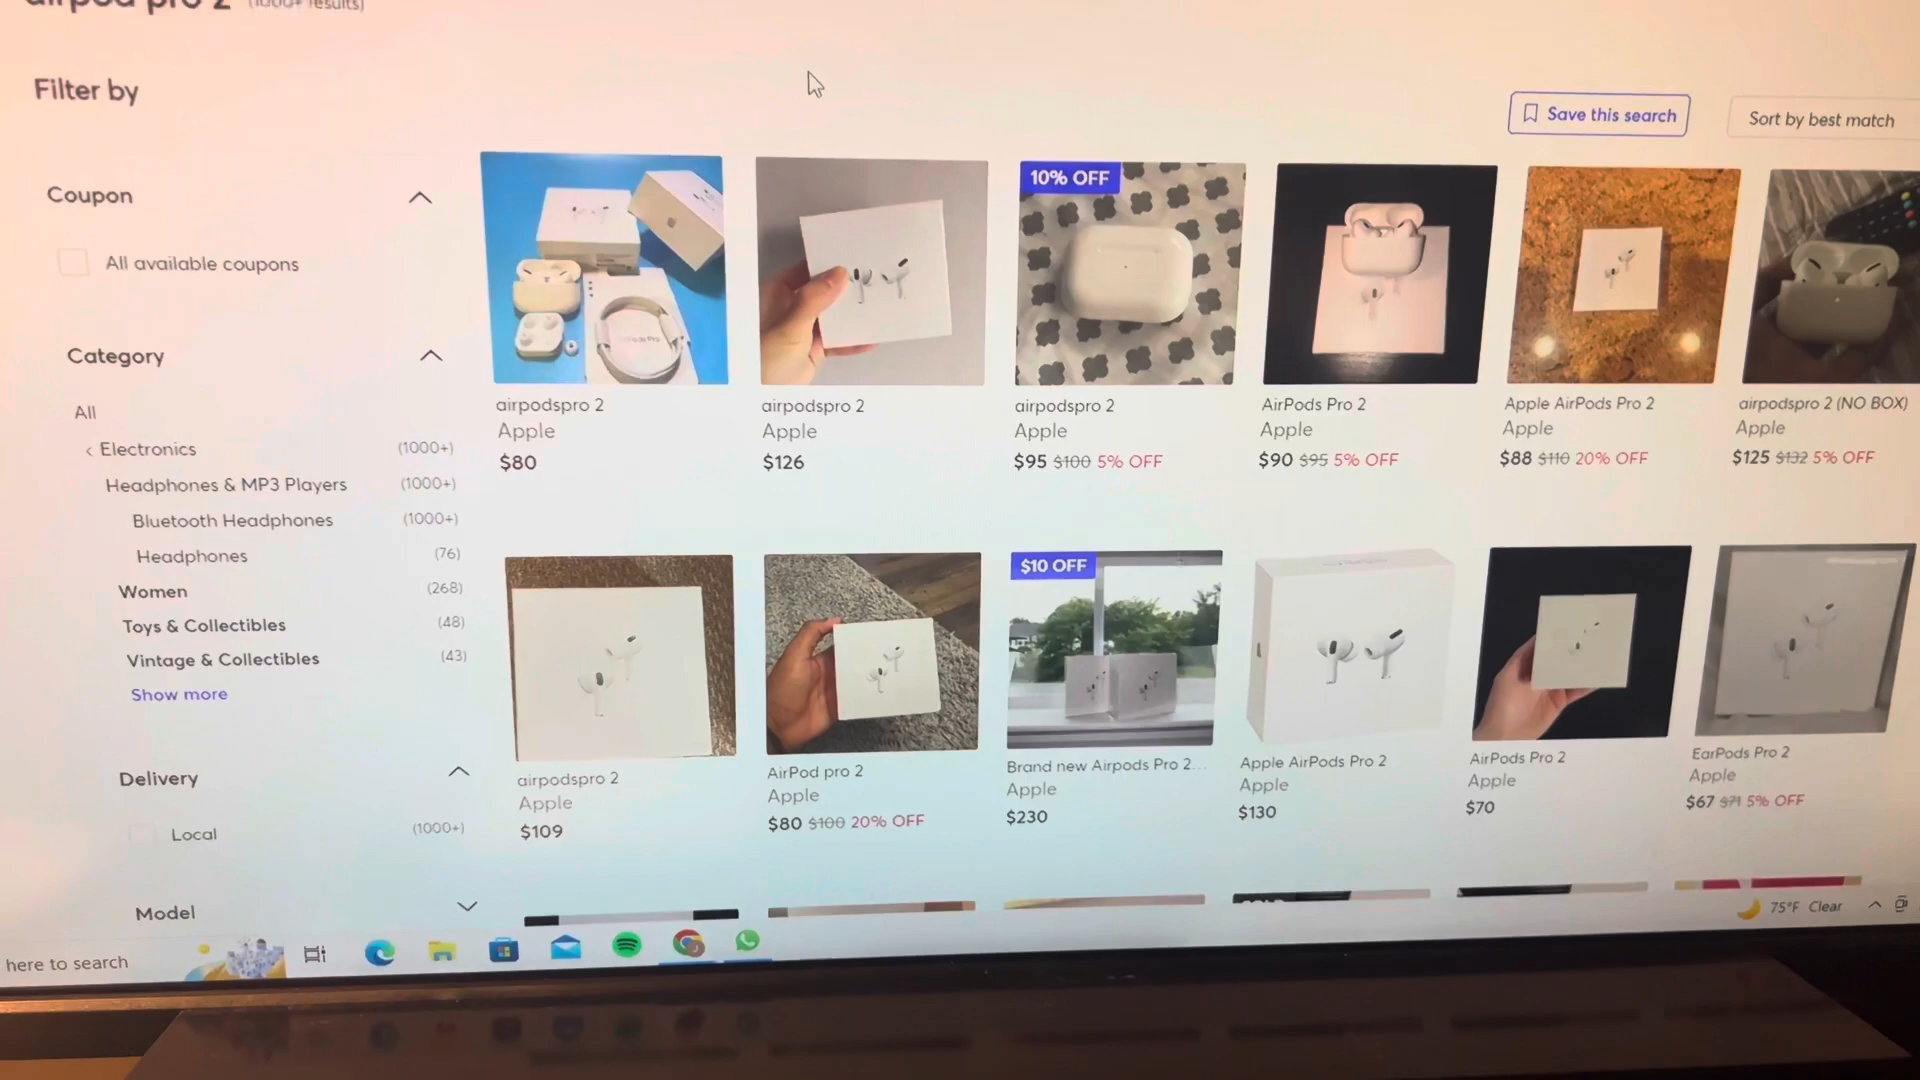 airpod pro 2 (1000+ results)
Filter by
Save this search
Sort by best match
Coupon
All available coupons
Category
All
< Electronics (1000+)
Headphones & MP3 Players (1000+)
Bluetooth Headphones (1000+)
Headphones (76)
Women (268)
Toys & Collectibles (48)
Vintage & Collectibles (43)
Show more
Delivery
Local (1000+)
Model
airpodspro 2
Apple
$80
airpodspro 2
Apple
$126
10% OFF
airpodspro 2
Apple
$95 $100 5% OFF
AirPods Pro 2
Apple
$90 $95 5% OFF
Apple AirPods Pro 2
Apple
$88 $110 20% OFF
airpodspro 2 (NO BOX)
Apple
$125 $132 5% OFF
airpodspro 2
Apple
$109
AirPod pro 2
Apple
$80 $100 20% OFF
$10 OFF
Brand new Airpods Pro 2...
Apple
$230
Apple AirPods Pro 2
Apple
$130
AirPods Pro 2
Apple
$70
EarPods Pro 2
Apple
$67 $71 5% OFF
75°F Clear
here to search